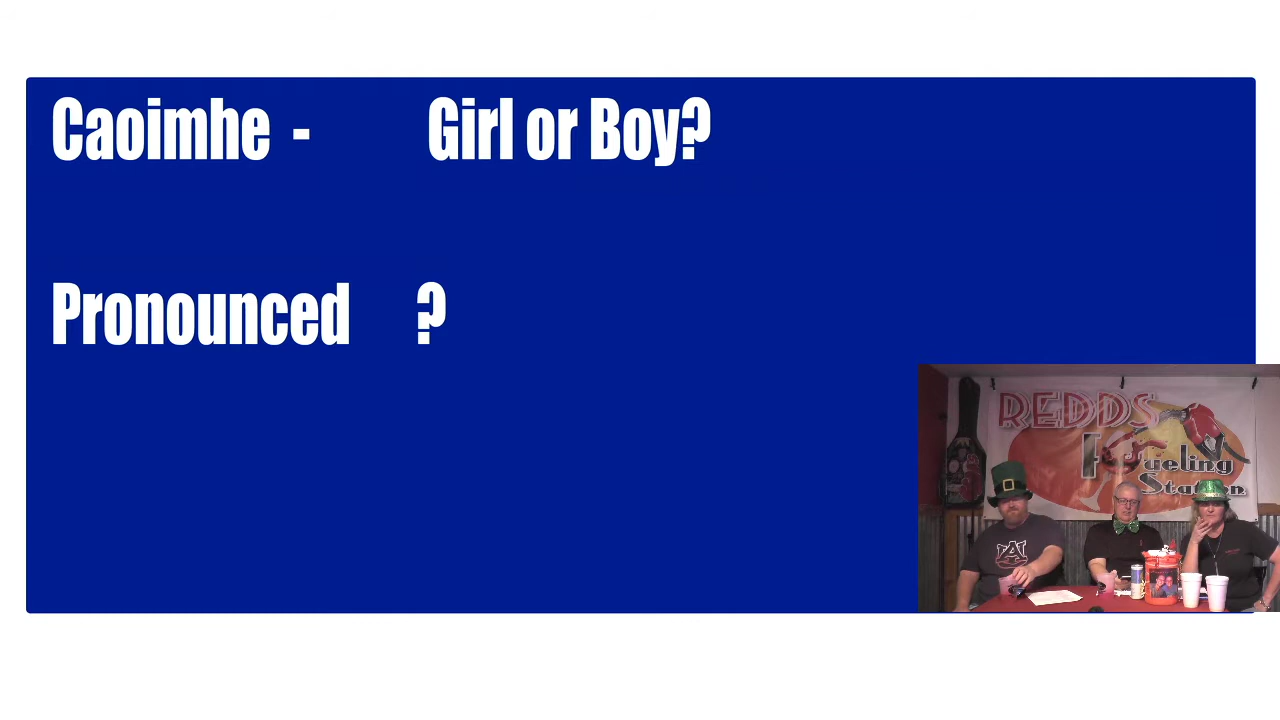 Caoimhe - Girl or Boy?
Pronounced ?
REDDS
Fueling
Station